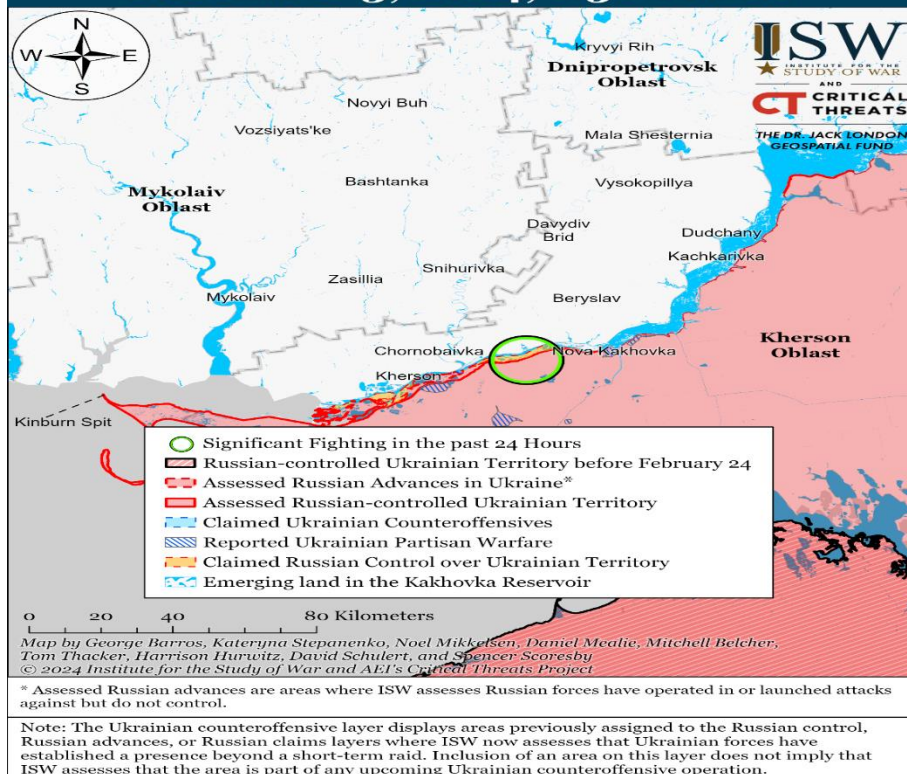 N
W E
S
Kryvyi Rih
Dnipropetrovsk
Oblast
ISW
INSTITUTE FOR THE
STUDY OF WAR
AND
CT CRITICAL
THREATS
THE DR. JACK LONDON
GEOSPATIAL FUND
Novyi Buh
Vozsiyats'ke
Mala Shesternia
Bashtanka
Vysokopillya
Mykolaiv
Oblast
Davydiv
Brid
Dudchany
Kachkarivka
Snihurivka
Zasillia
Mykolaiv
Beryslav
Kherson
Oblast
Chornobaivka
Nova Kakhovka
Kherson
Kinburn Spit
Significant Fighting in the past 24 Hours
Russian-controlled Ukrainian Territory before February 24
Assessed Russian Advances in Ukraine*
Assessed Russian-controlled Ukrainian Territory
Claimed Ukrainian Counteroffensives
Reported Ukrainian Partisan Warfare
Claimed Russian Control over Ukrainian Territory
Emerging land in the Kakhovka Reservoir
0 20 40 80 Kilometers
Map by George Barros, Kateryna Stepanenko, Noel Mikkelsen, Daniel Mealie, Mitchell Belcher,
Tom Thacker, Harrison Hurwitz, David Schulert, and Spencer Scoresby
© 2024 Institute for the Study of War and AEI's Critical Threats Project
* Assessed Russian advances are areas where ISW assesses Russian forces have operated in or launched attacks
against but do not control.
Note: The Ukrainian counteroffensive layer displays areas previously assigned to the Russian control,
Russian advances, or Russian claims layers where ISW now assesses that Ukrainian forces have
established a presence beyond a short-term raid. Inclusion of an area on this layer does not imply that
ISW assesses that the area is part of any upcoming Ukrainian counteroffensive operation.